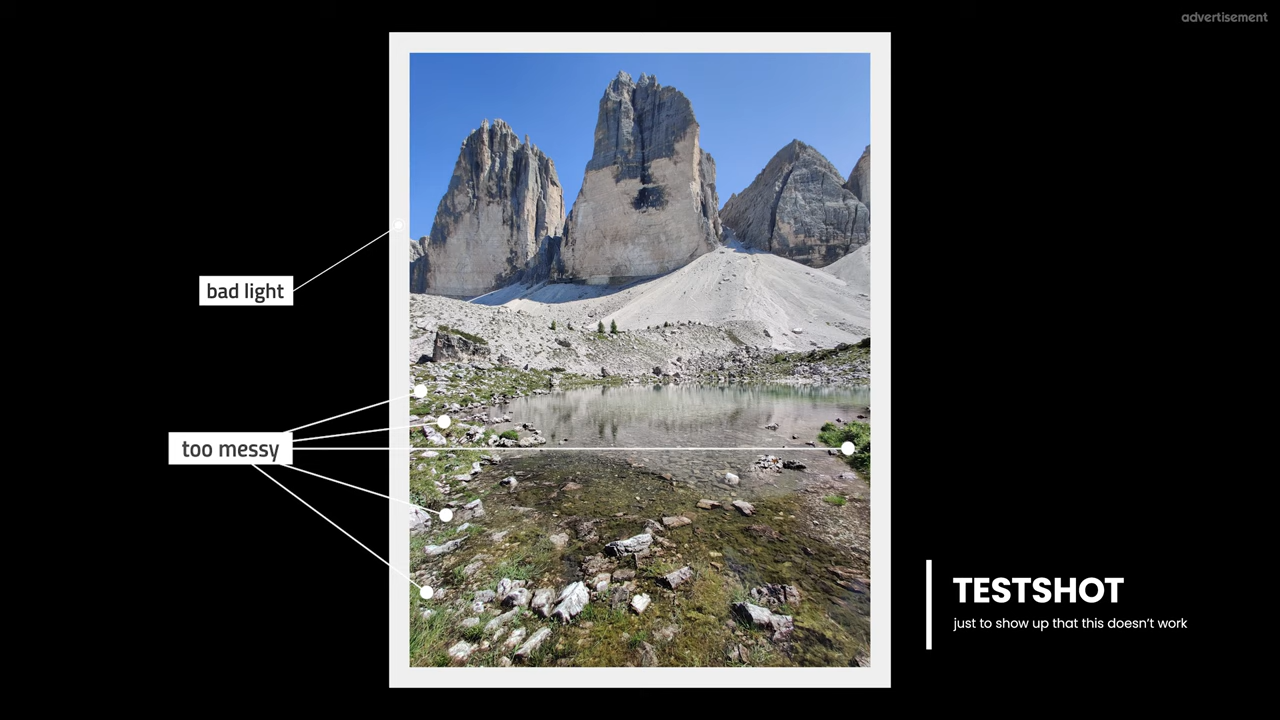 advertisement
bad light
too messy
TESTSHOT
just to show up that this doesn't work